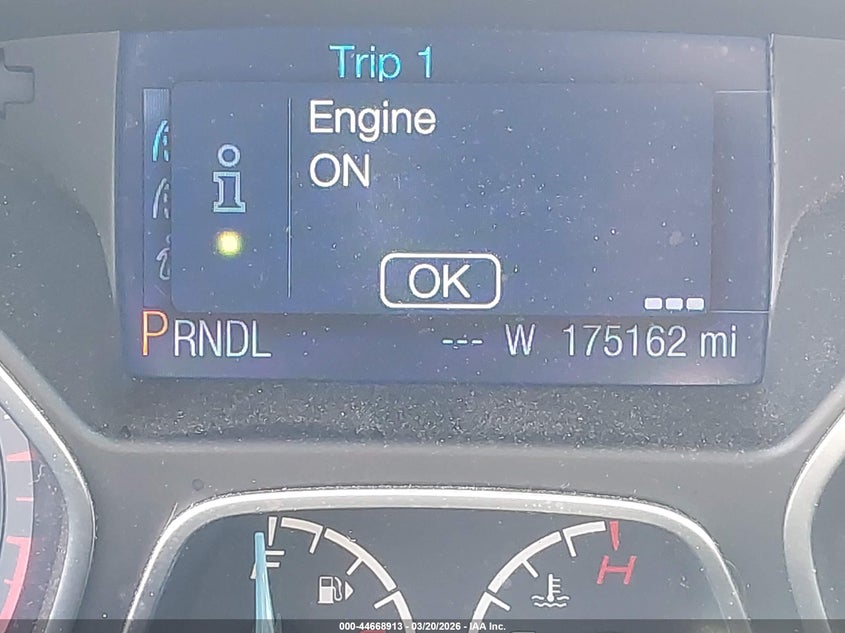 Trip 1
Engine
ON
OK
PRNDL --- W 175162 mi
F H
000-44668913 - 03/20/2026 - IAA Inc.